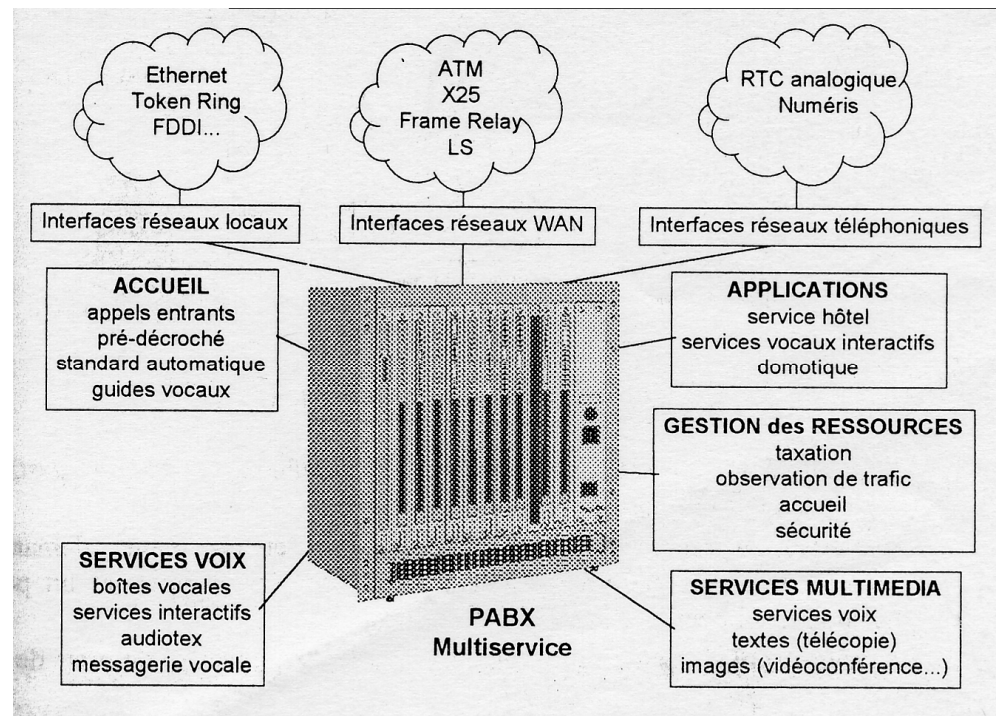 Ethernet
Token Ring
FDDI...
ATM
X25
Frame Relay
LS
RTC analogique
Numéris
Interfaces réseaux locaux
Interfaces réseaux WAN
Interfaces réseaux téléphoniques
ACCUEIL
appels entrants
pré-décroché
standard automatique
guides vocaux
APPLICATIONS
service hôtel
services vocaux interactifs
domotique
GESTION des RESSOURCES
taxation
observation de trafic
accueil
sécurité
SERVICES VOIX
boîtes vocales
services interactifs
audiotex
messagerie vocale
PABX
Multiservice
SERVICES MULTIMEDIA
services voix
textes (télécopie)
images (vidéoconférence...)